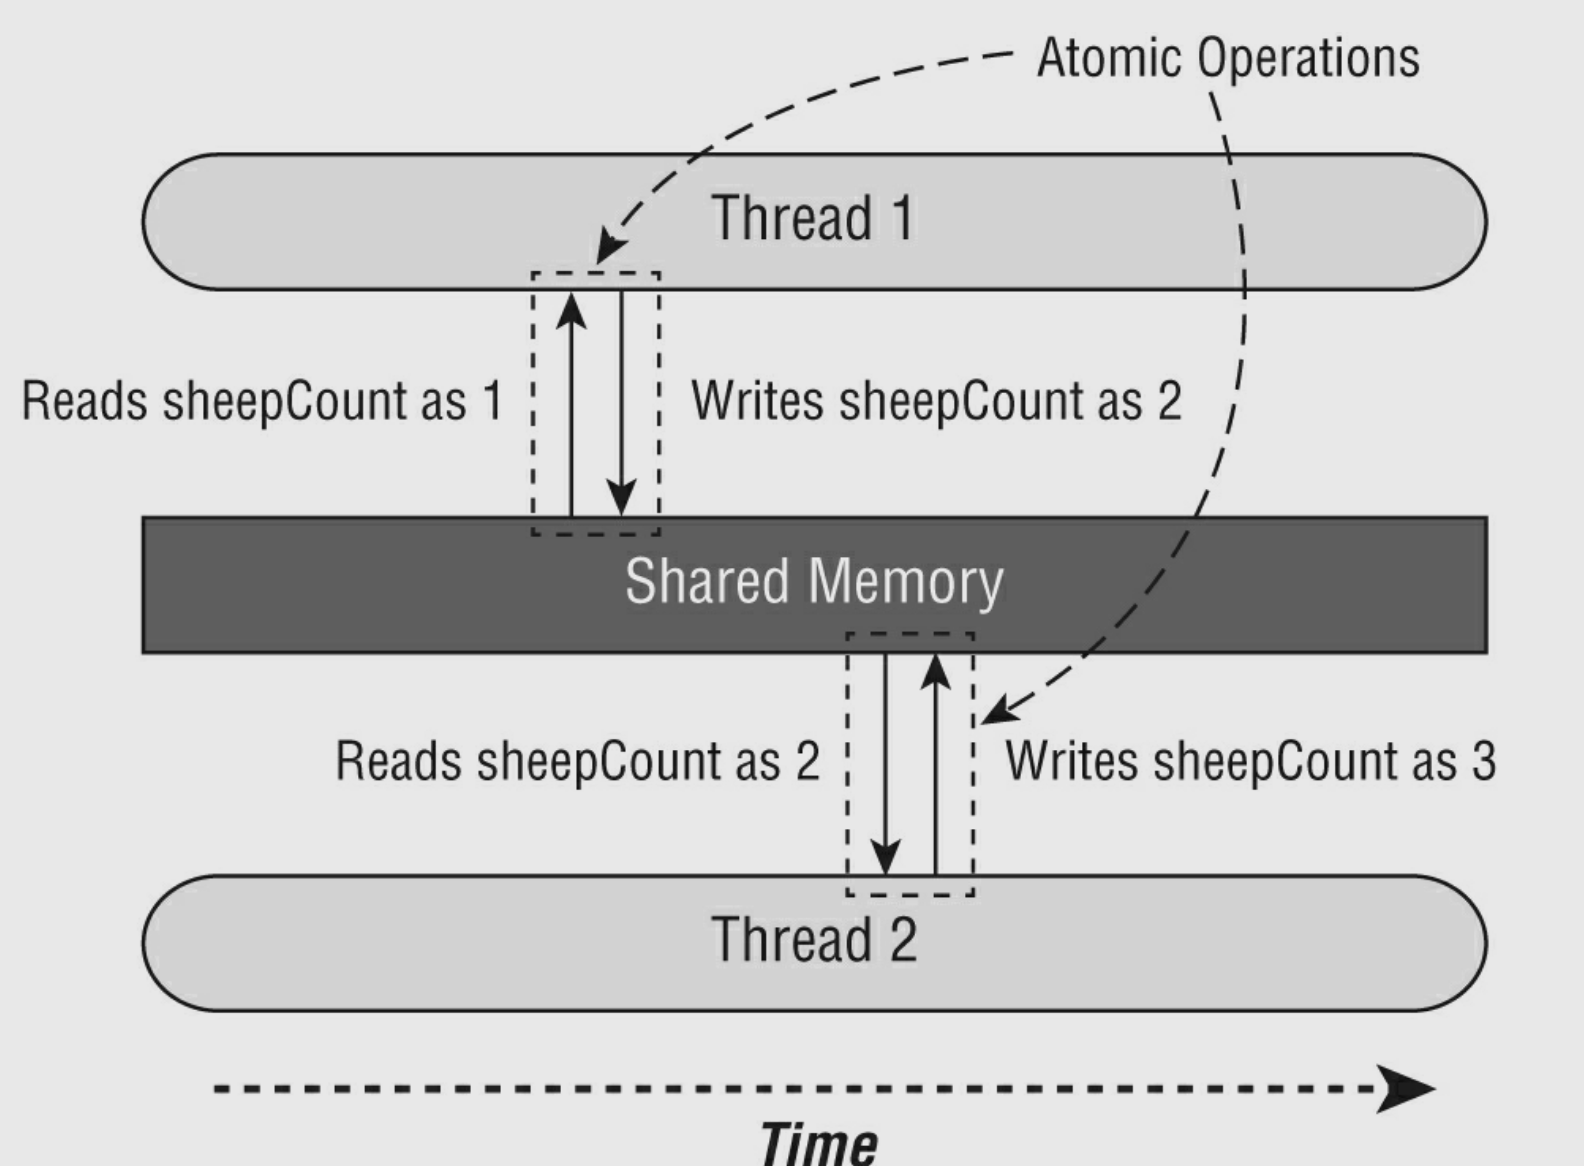 Atomic Operations
Thread 1
Reads sheepCount as 1
Writes sheepCount as 2
Shared Memory
Reads sheepCount as 2
Writes sheepCount as 3
Thread 2
Time